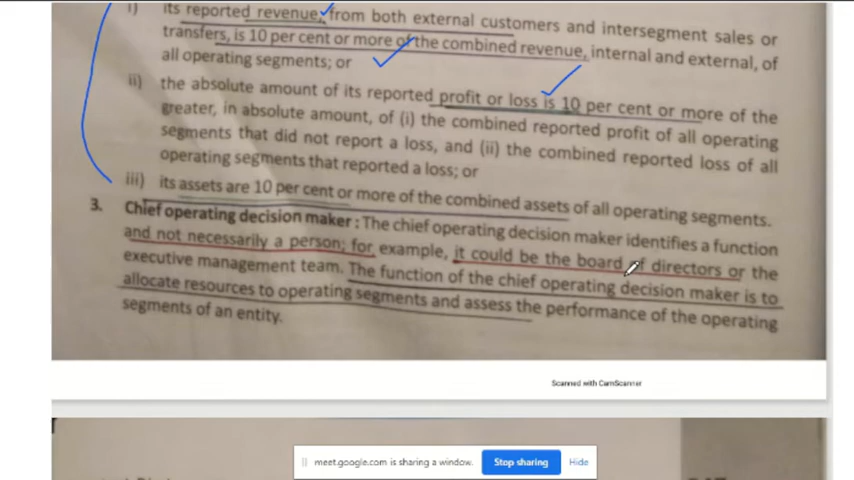 i) its reported revenue, from both external customers and intersegment sales or
transfers, is 10 per cent or more of the combined revenue, internal and external, of
all operating segments; or
ii) the absolute amount of its reported profit or loss is 10 per cent or more of the
greater, in absolute amount, of (i) the combined reported profit of all operating
segments that did not report a loss, and (ii) the combined reported loss of all
operating segments that reported a loss; or
iii) its assets are 10 per cent or more of the combined assets of all operating segments.
3. Chief operating decision maker : The chief operating decision maker identifies a function
and not necessarily a person; for example, it could be the board of directors or the
executive management team. The function of the chief operating decision maker is to
allocate resources to operating segments and assess the performance of the operating
segments of an entity.
Scanned with CamScanner
meet.google.com is sharing a window. Stop sharing Hide